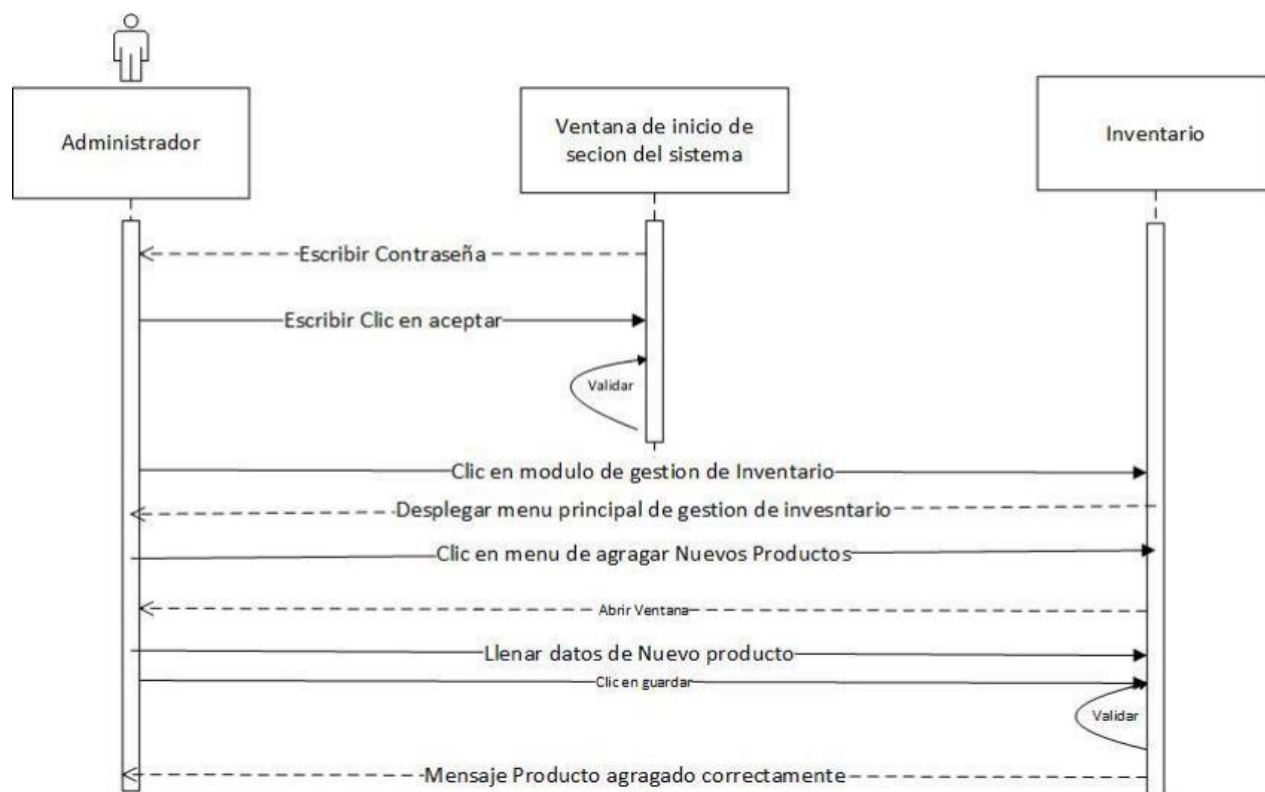 Administrador
Ventana de inicio de
secion del sistema
Inventario
Escribir Contraseña
Escribir Clic en aceptar
Validar
Clic en modulo de gestion de Inventario
Desplegar menu principal de gestion de invesntario
Clic en menu de agragar Nuevos Productos
Abrir Ventana
Llenar datos de Nuevo producto
Clic en guardar
Validar
Mensaje Producto agragado correctamente